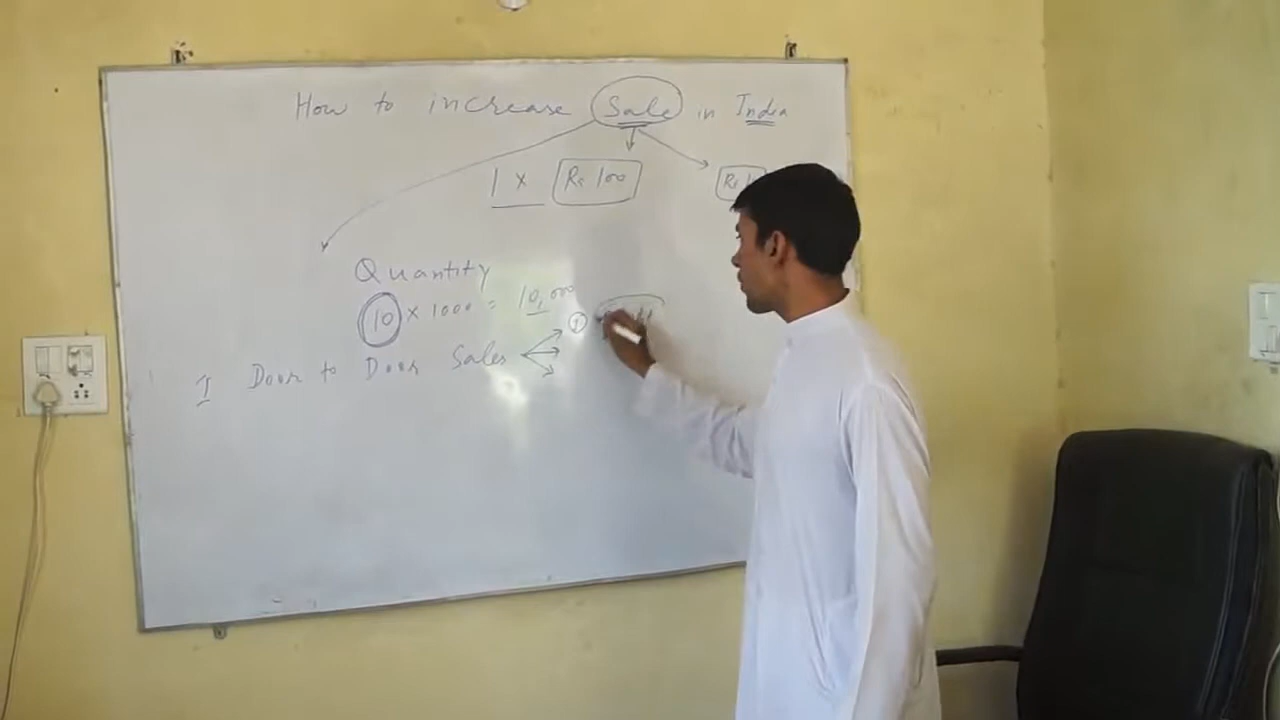 How to increase Sale in India
1 x Rs 100 Rs
Quantity
10 x 1000 = 10,000
1
I Door to Door Sales